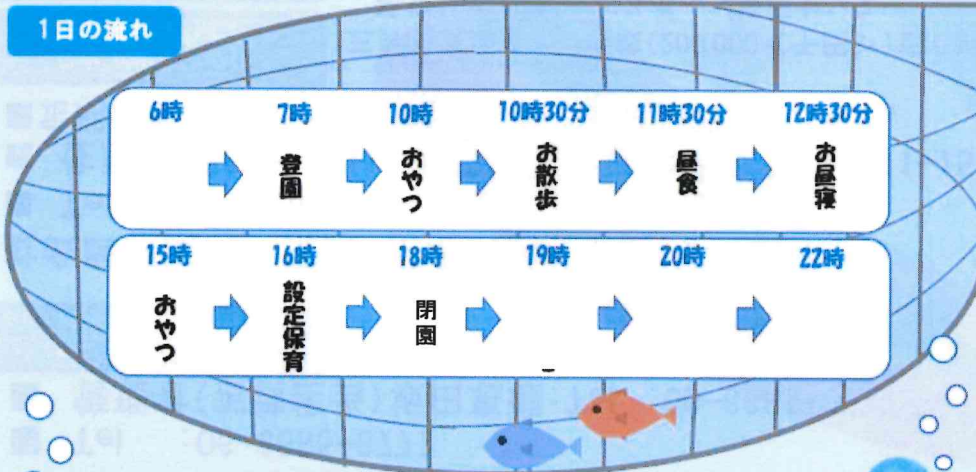 1日の流れ
6時 7時 10時 10時30分 11時30分 12時30分
登園 おやつ お散歩 昼食 お昼寝
15時 16時 18時 19時 20時 22時
おやつ 設定保育 閉園